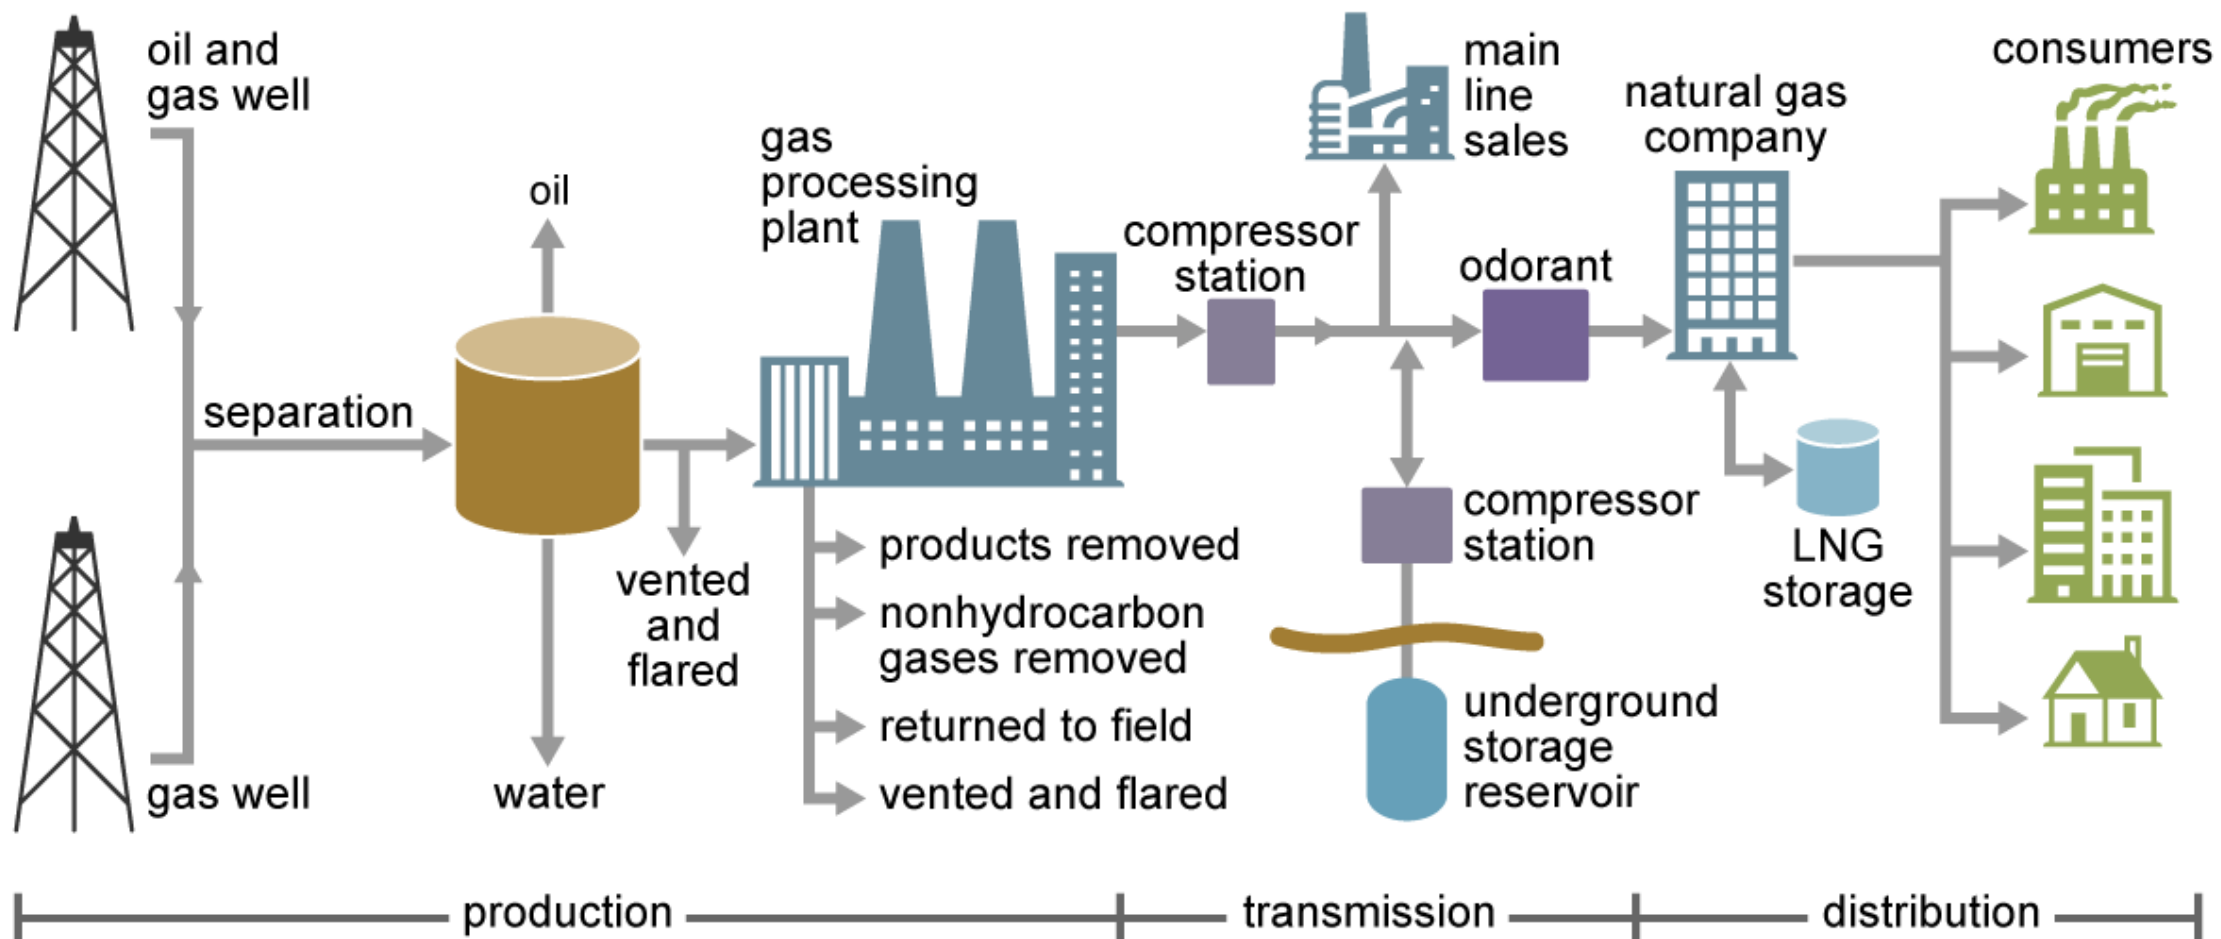 oil and
gas well
separation
gas well
oil
water
vented
and
flared
gas
processing
plant
products removed
nonhydrocarbon
gases removed
returned to field
vented and flared
compressor
station
main
line
sales
odorant
compressor
station
underground
storage
reservoir
natural gas
company
LNG
storage
consumers
production
transmission
distribution